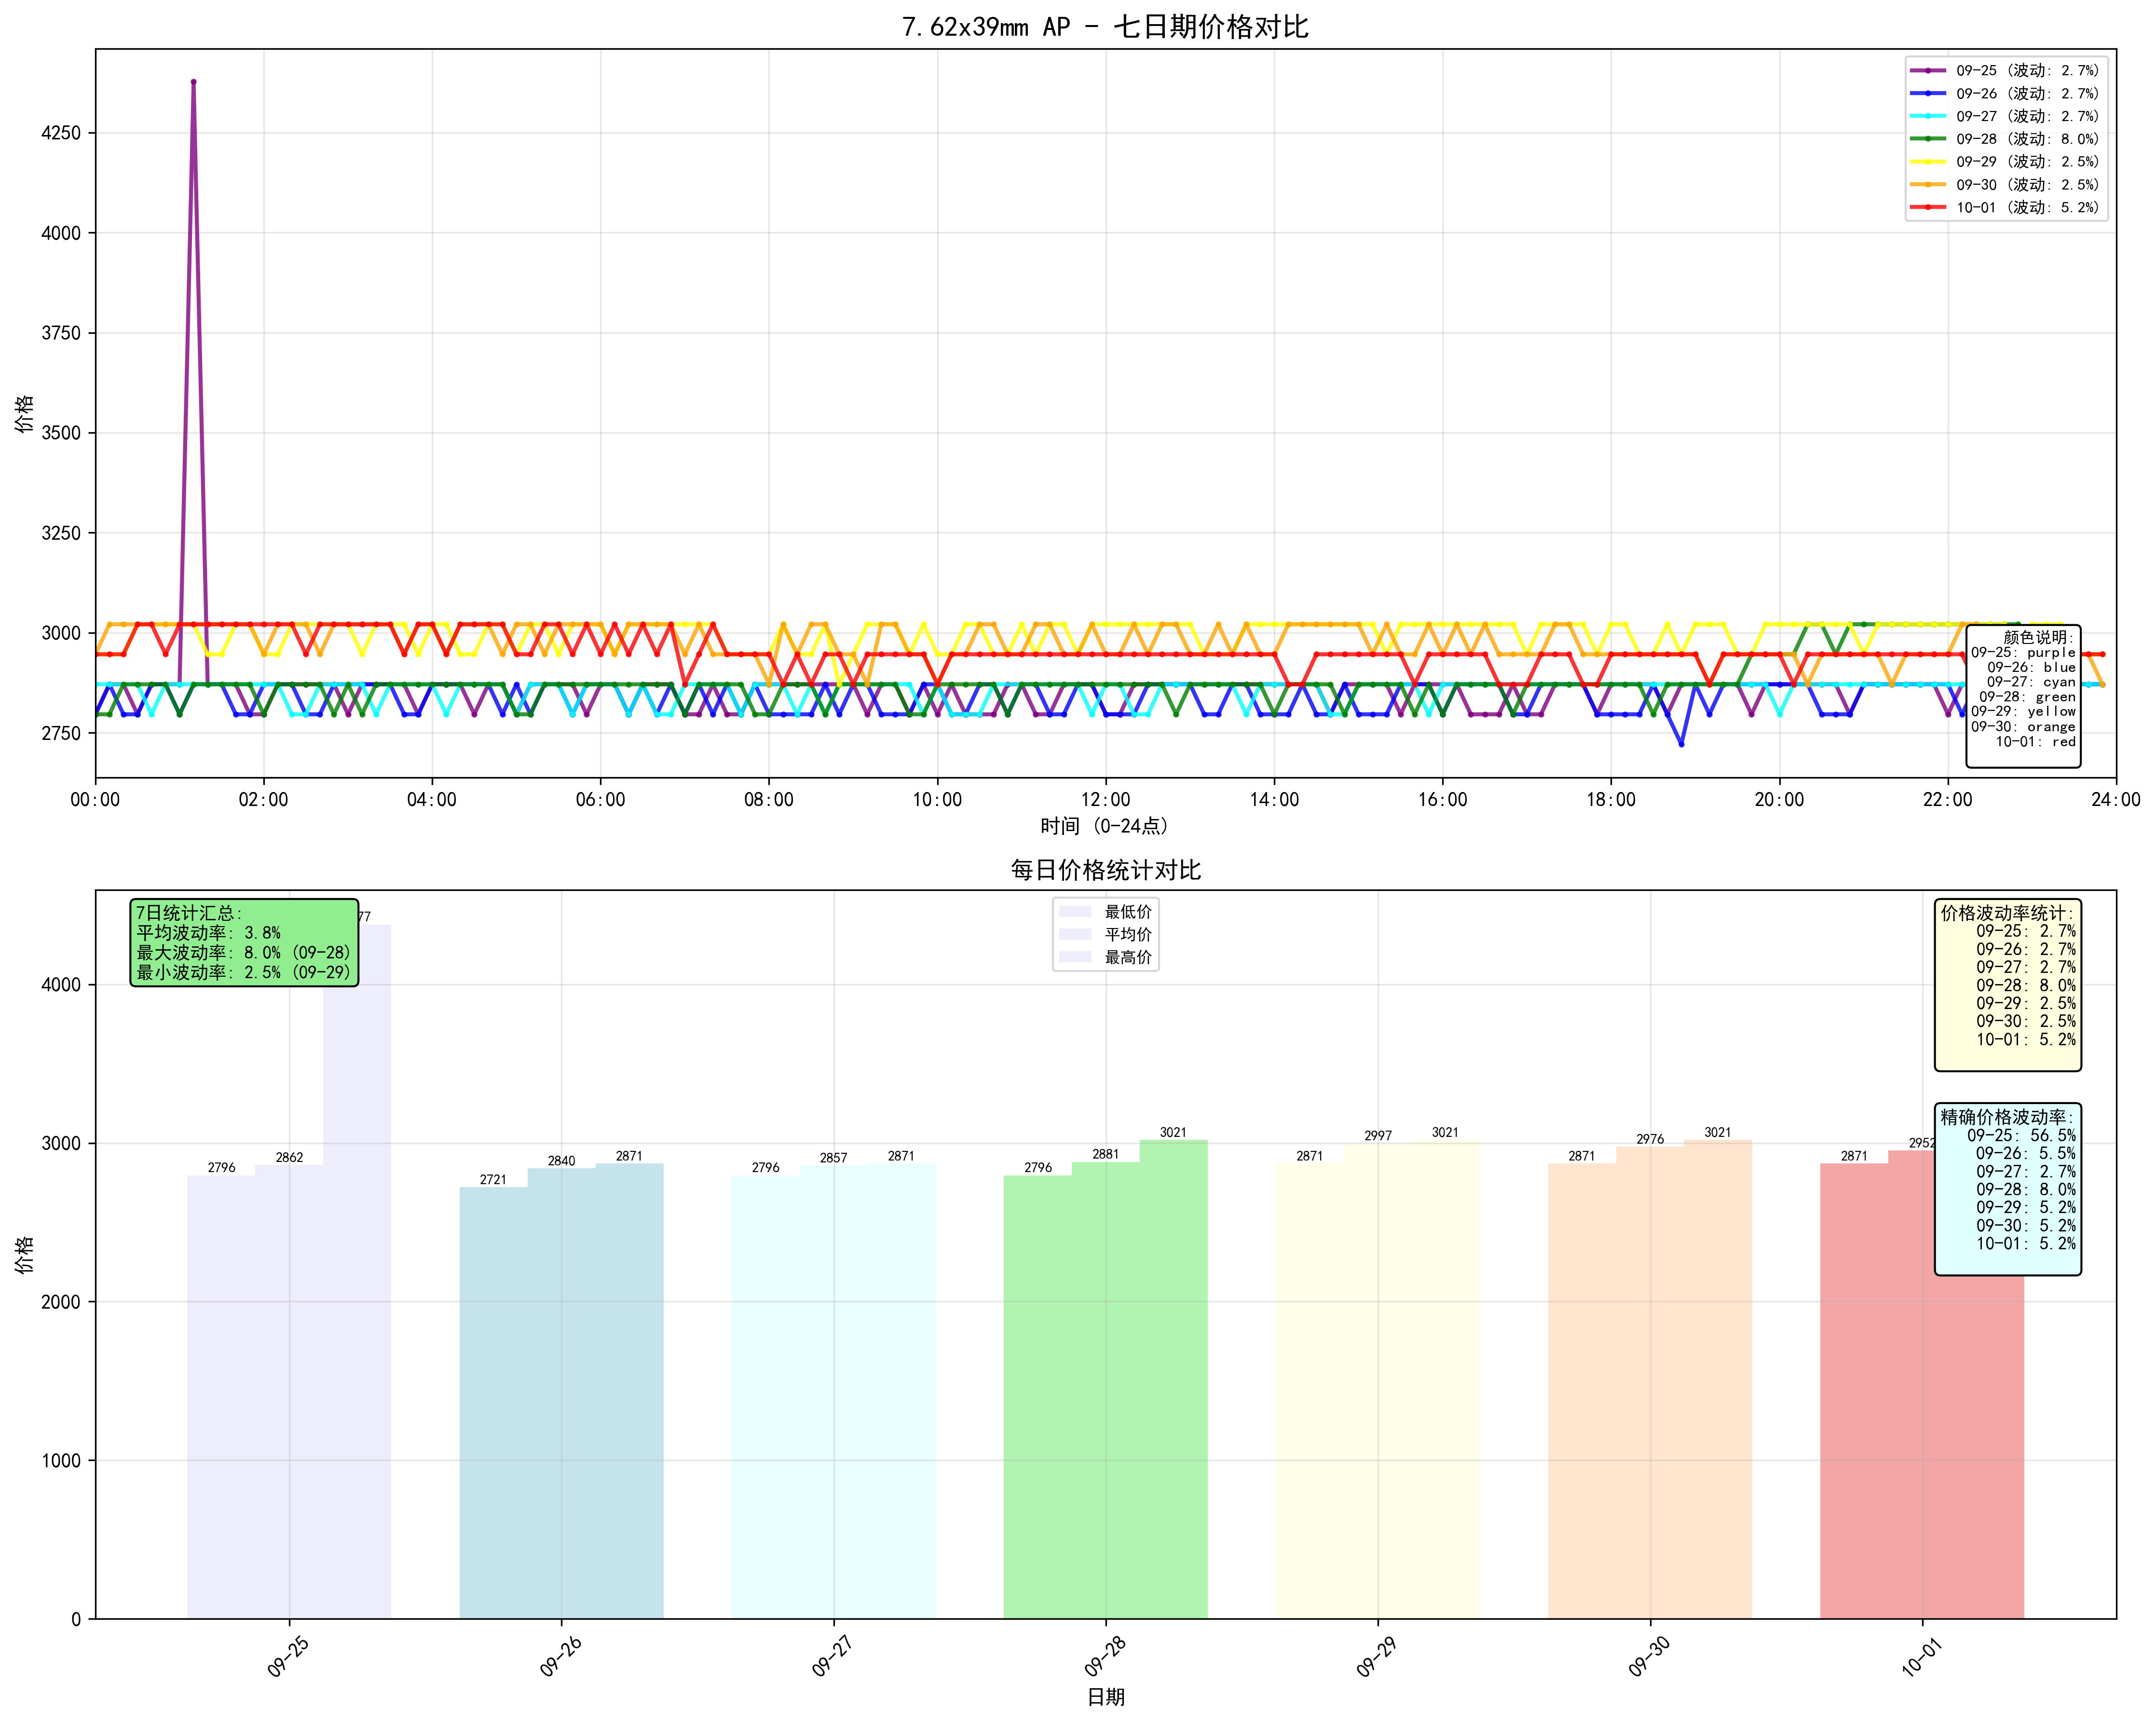 7.62x39mm AP - 七日期价格对比
09-25 (波动: 2.7%)
09-26 (波动: 2.7%)
09-27 (波动: 2.7%)
09-28 (波动: 8.0%)
09-29 (波动: 2.5%)
09-30 (波动: 2.5%)
10-01 (波动: 5.2%)
价格
4250
4000
3750
3500
3250
3000
2750
颜色说明:
09-25: purple
09-26: blue
09-27: cyan
09-28: green
09-29: yellow
09-30: orange
10-01: red
00:00 02:00 04:00 06:00 08:00 10:00 12:00 14:00 16:00 18:00 20:00 22:00 24:00
时间 (0-24点)
每日价格统计对比
7日统计汇总:
平均波动率: 3.8%
最大波动率: 8.0% (09-28)
最小波动率: 2.5% (09-29)
77
最低价
平均价
最高价
价格波动率统计:
09-25: 2.7%
09-26: 2.7%
09-27: 2.7%
09-28: 8.0%
09-29: 2.5%
09-30: 2.5%
10-01: 5.2%
精确价格波动率:
09-25: 56.5%
09-26: 5.5%
09-27: 2.7%
09-28: 8.0%
09-29: 5.2%
09-30: 5.2%
10-01: 5.2%
价格
4000
3000
2000
1000
0
2796 2862
2721 2840 2871
2796 2857 2871
2796 2881 3021
2871 2997 3021
2871 2976 3021
2871 2952
09-25 09-26 09-27 09-28 09-29 09-30 10-01
日期